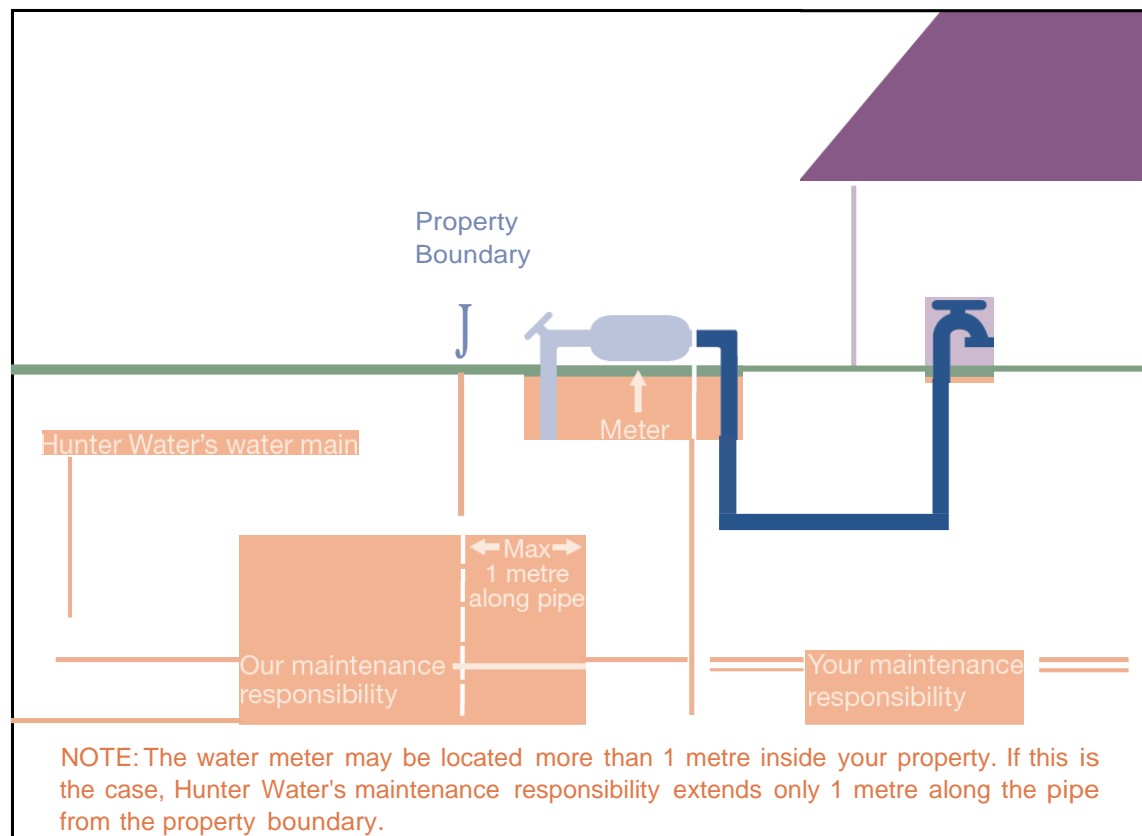 Property
Boundary
J
Meter
Hunter Water's water main
Max
1 metre
along pipe
Our maintenance
responsibility
Your maintenance
responsibility
NOTE: The water meter may be located more than 1 metre inside your property. If this is
the case, Hunter Water's maintenance responsibility extends only 1 metre along the pipe
from the property boundary.